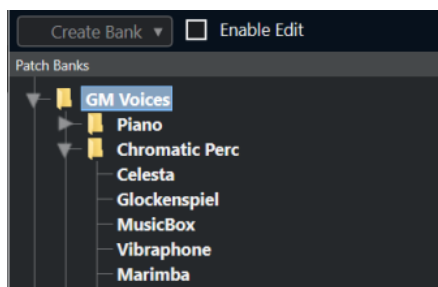 Create Bank Enable Edit
Patch Banks
GM Voices
Piano
Chromatic Perc
Celesta
Glockenspiel
MusicBox
Vibraphone
Marimba